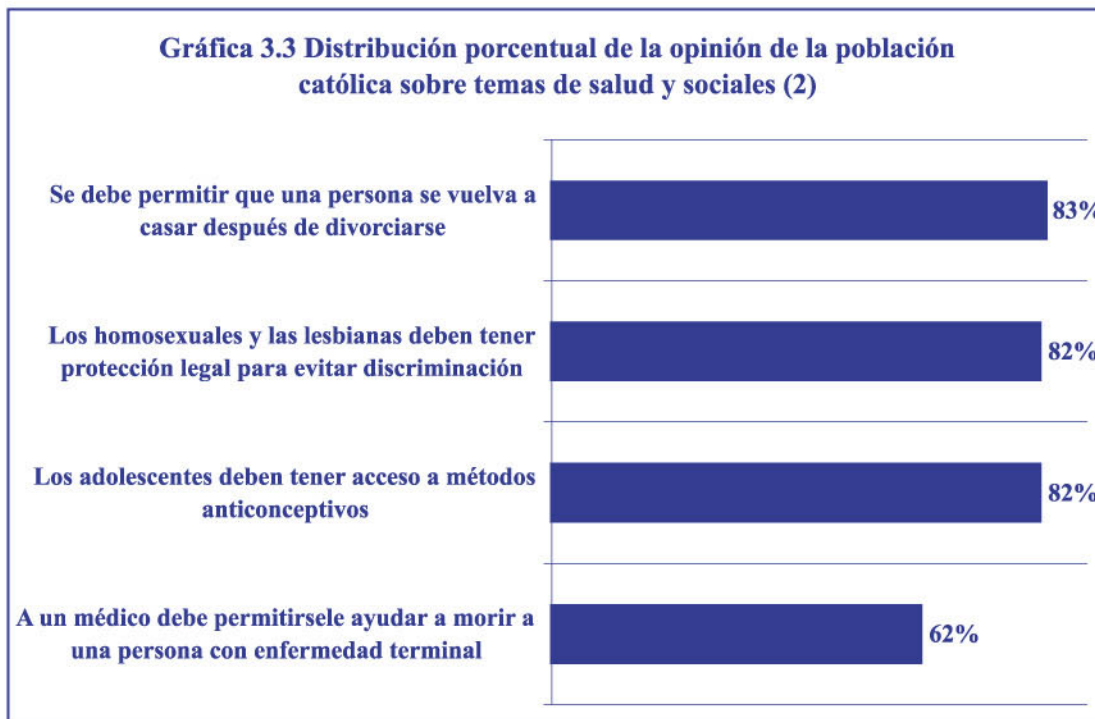 Gráfica 3.3 Distribución porcentual de la opinión de la población
católica sobre temas de salud y sociales (2)
Se debe permitir que una persona se vuelva a
casar después de divorciarse
83%
Los homosexuales y las lesbianas deben tener
protección legal para evitar discriminación
82%
Los adolescentes deben tener acceso a métodos
anticonceptivos
82%
A un médico debe permitirsele ayudar a morir a
una persona con enfermedad terminal
62%